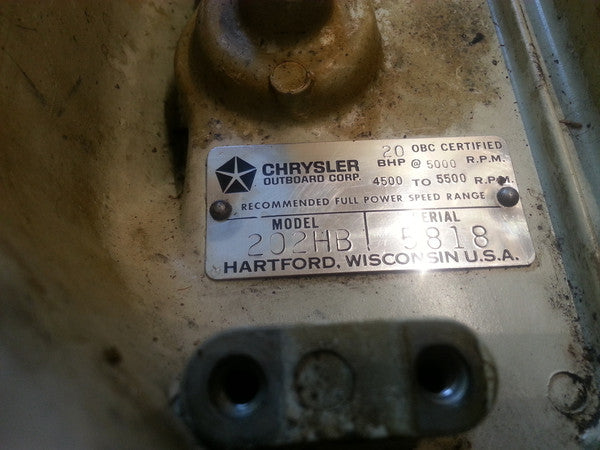 20 OBC CERTIFIED
CHRYSLER BHP @ 5000 R.P.M.
OUTBOARD CORP. 4500 TO 5500 R.P.M.
RECOMMENDED FULL POWER SPEED RANGE
MODEL ERIAL
202HB 5818
HARTFORD, WISCONSIN U.S.A.